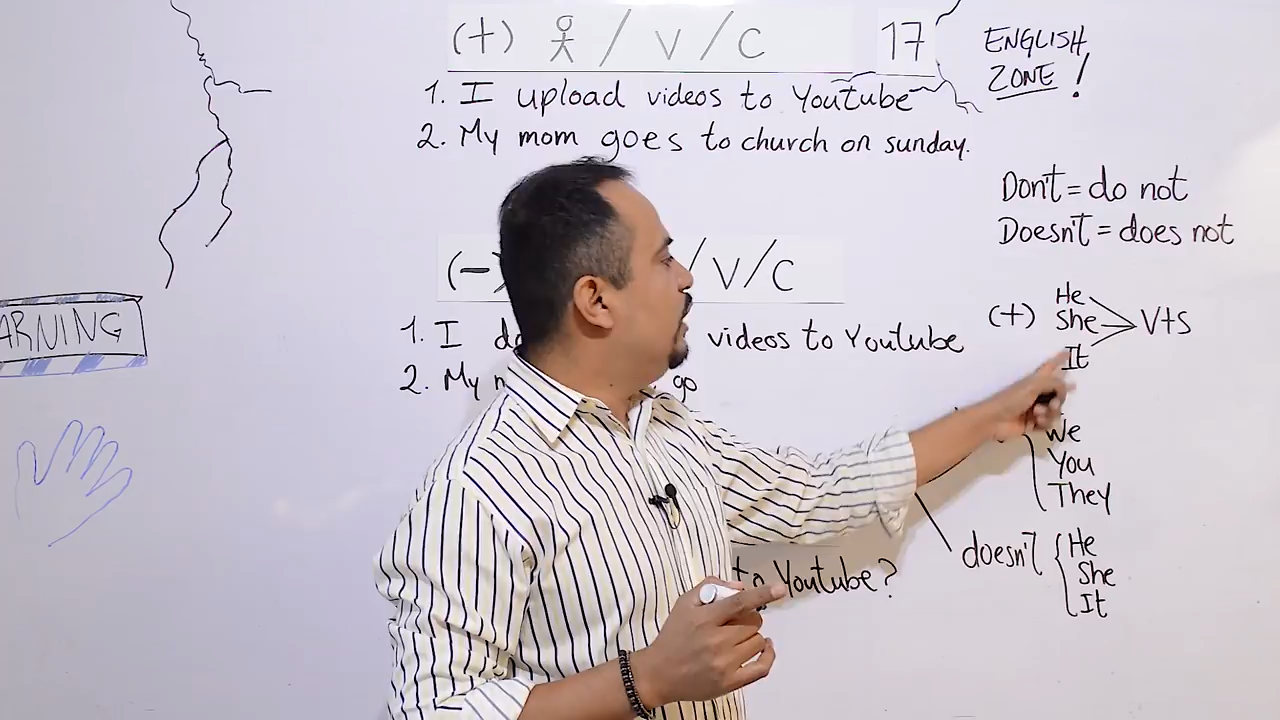 (+) / V / C 17
1. I upload videos to Youtube
2. My mom goes to church on sunday.
ENGLISH
ZONE!
Don't = do not
Doesn't = does not
(-) / V / C
1. I videos to Youtube
2. My go
(+) He
She V+S
It
We
You
They
doesn't { He
She
It
to Youtube?
ARNING